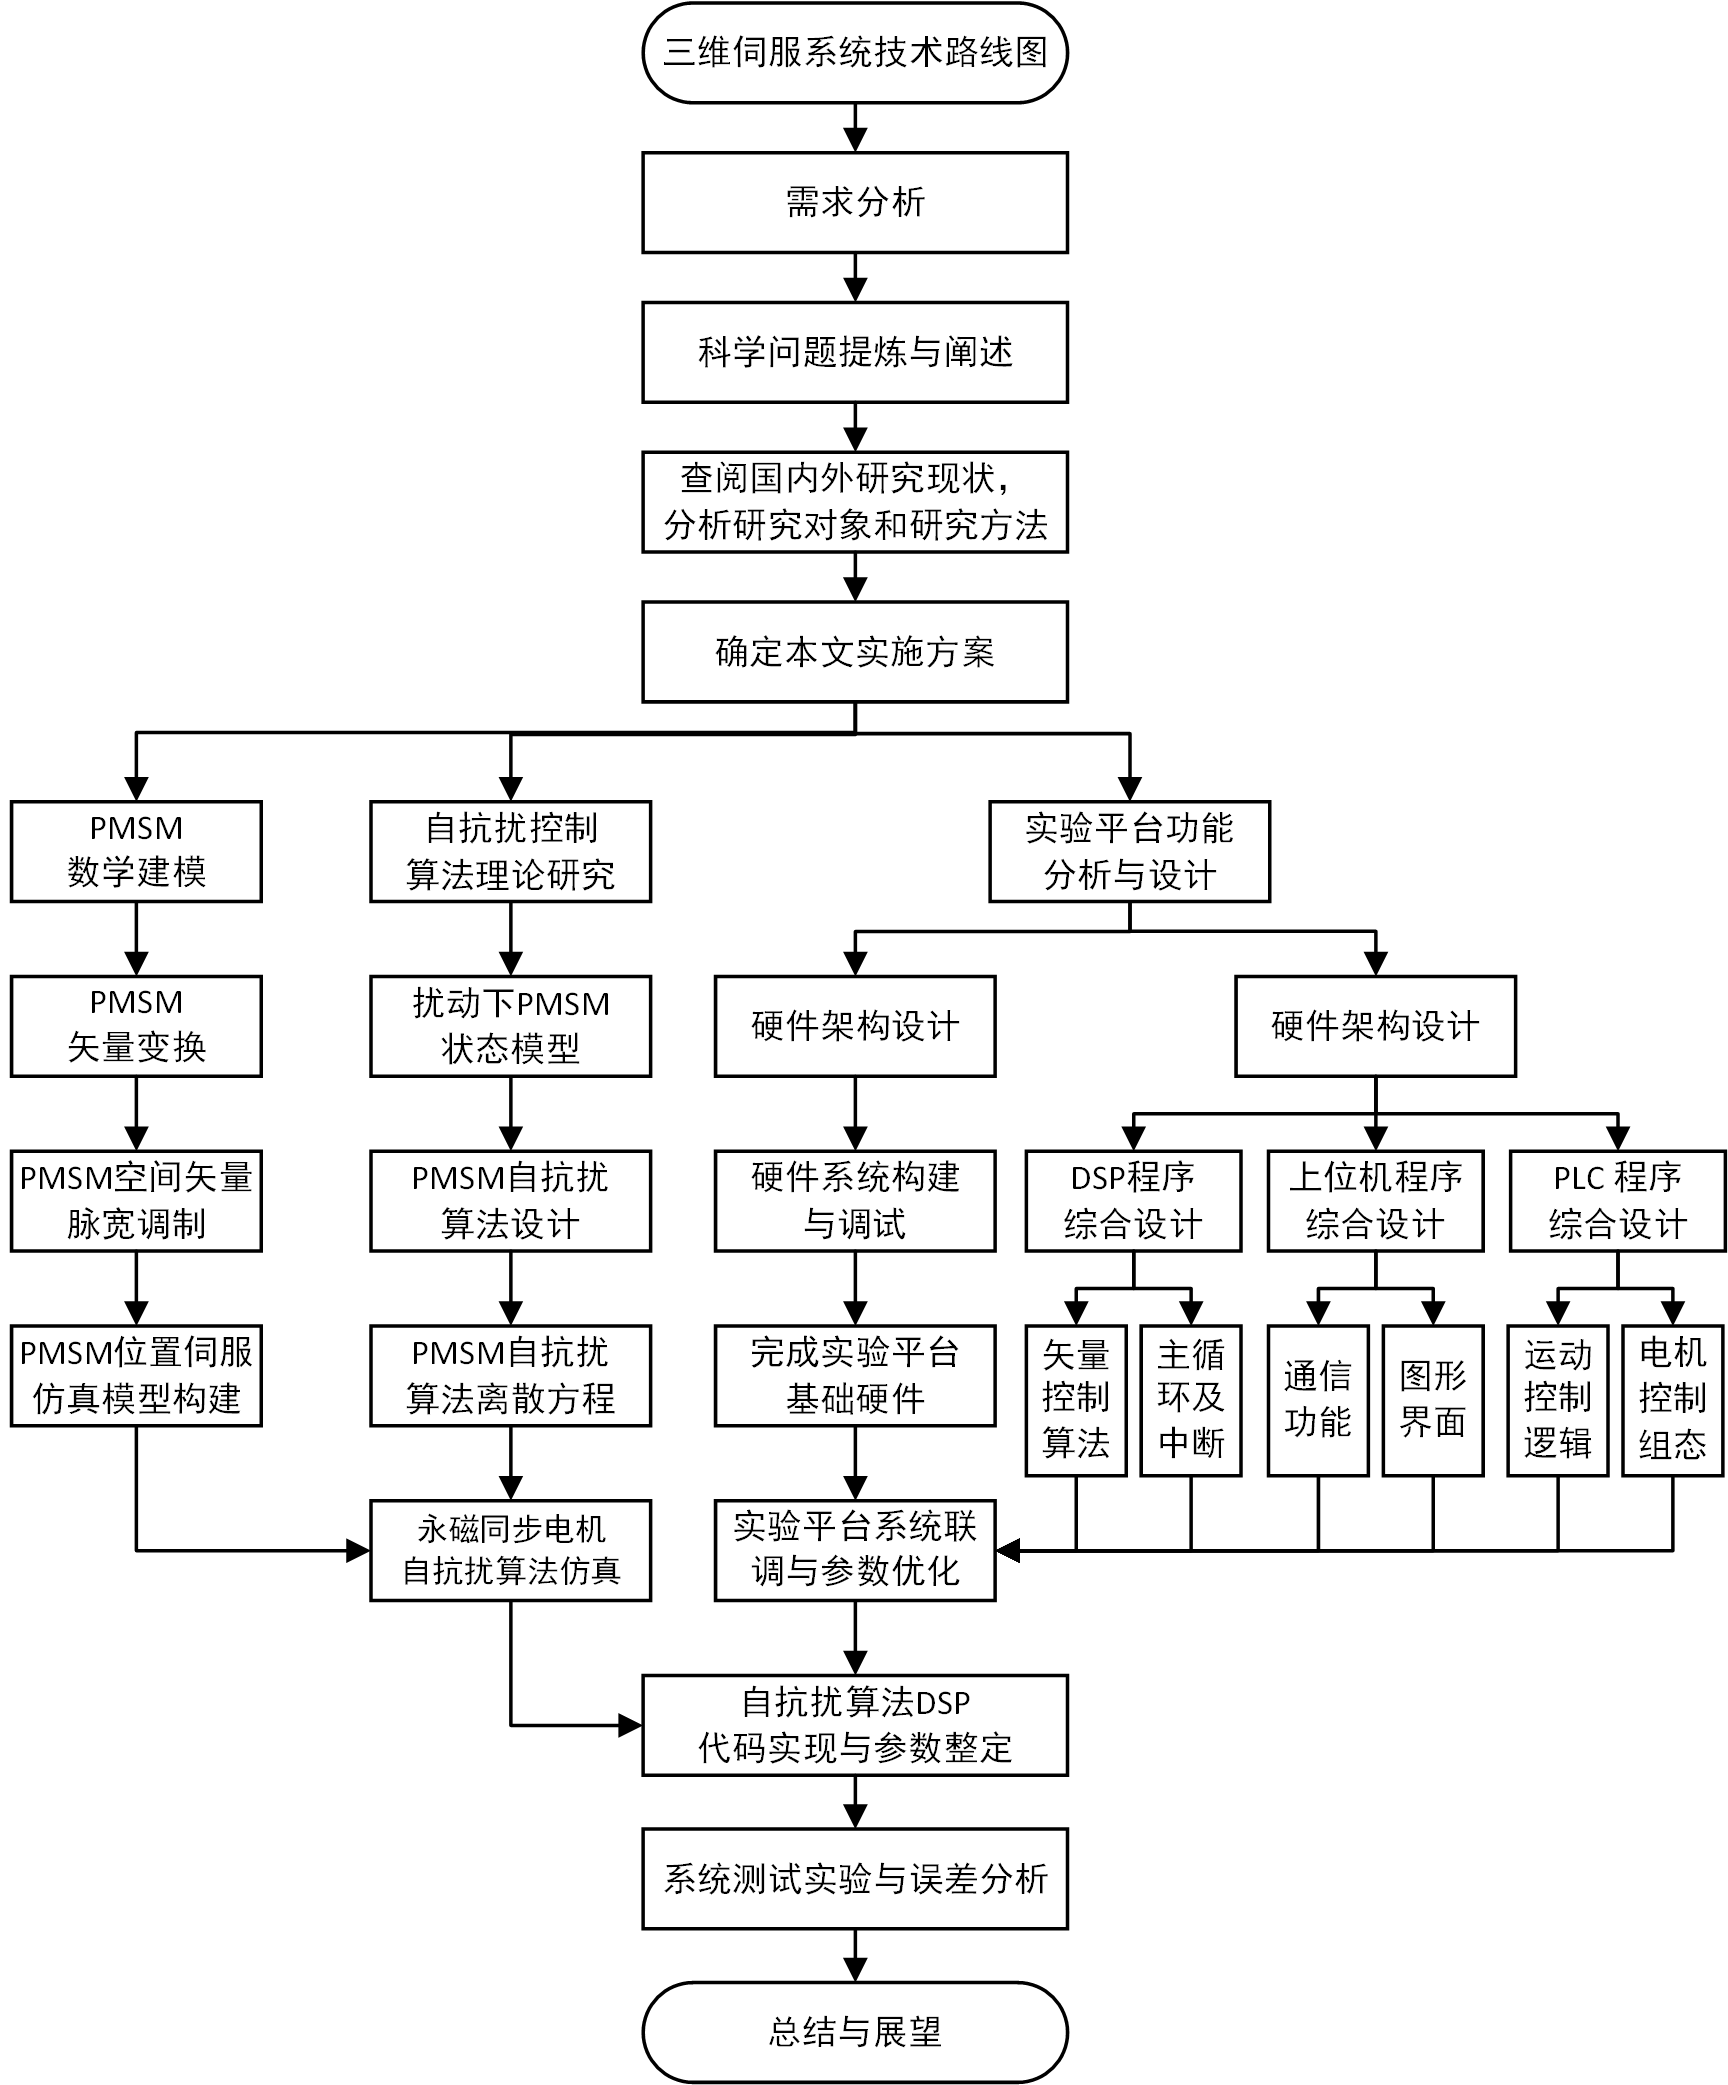 三维伺服系统技术路线图
需求分析
科学问题提炼与阐述
查阅国内外研究现状，
分析研究对象和研究方法
确定本文实施方案
PMSM
数学建模
自抗扰控制
算法理论研究
实验平台功能
分析与设计
PMSM
矢量变换
扰动下PMSM
状态模型
硬件架构设计
硬件架构设计
PMSM空间矢量
脉宽调制
PMSM自抗扰
算法设计
硬件系统构建
与调试
DSP程序
综合设计
上位机程序
综合设计
PLC 程序
综合设计
PMSM位置伺服
仿真模型构建
PMSM自抗扰
算法离散方程
完成实验平台
基础硬件
矢量
控制
算法
主循
环及
中断
通信
功能
图形
界面
运动
控制
逻辑
电机
控制
组态
永磁同步电机
自抗扰算法仿真
实验平台系统联
调与参数优化
自抗扰算法DSP
代码实现与参数整定
系统测试实验与误差分析
总结与展望